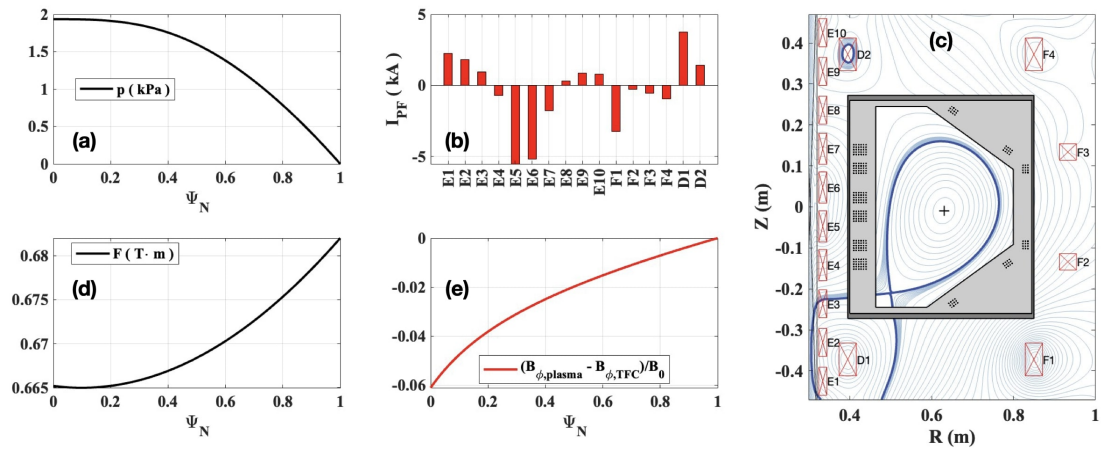 2
1.5
1
0.5
0
p ( kPa )
(a)
0 0.2 0.4 0.6 0.8 1
Ψ_N
I_PF ( kA )
5
0
-5
(b)
E1 E2 E3 E4 E5 E6 E7 E8 E9 E10 F1 F2 F3 F4 D1 D2
0.68
0.675
0.67
0.665
F ( T· m )
(d)
0 0.2 0.4 0.6 0.8 1
Ψ_N
0
-0.02
-0.04
-0.06
(e)
(B_ϕ,plasma - B_ϕ,TFC)/B_0
0 0.2 0.4 0.6 0.8 1
Ψ_N
Z (m)
0.4
0.3
0.2
0.1
0
-0.1
-0.2
-0.3
-0.4
(c)
E10
D2
F4
E9
E8
E7
F3
E6
E5
E4
F2
E3
E2
D1
F1
E1
0.4 0.6 0.8 1
R (m)